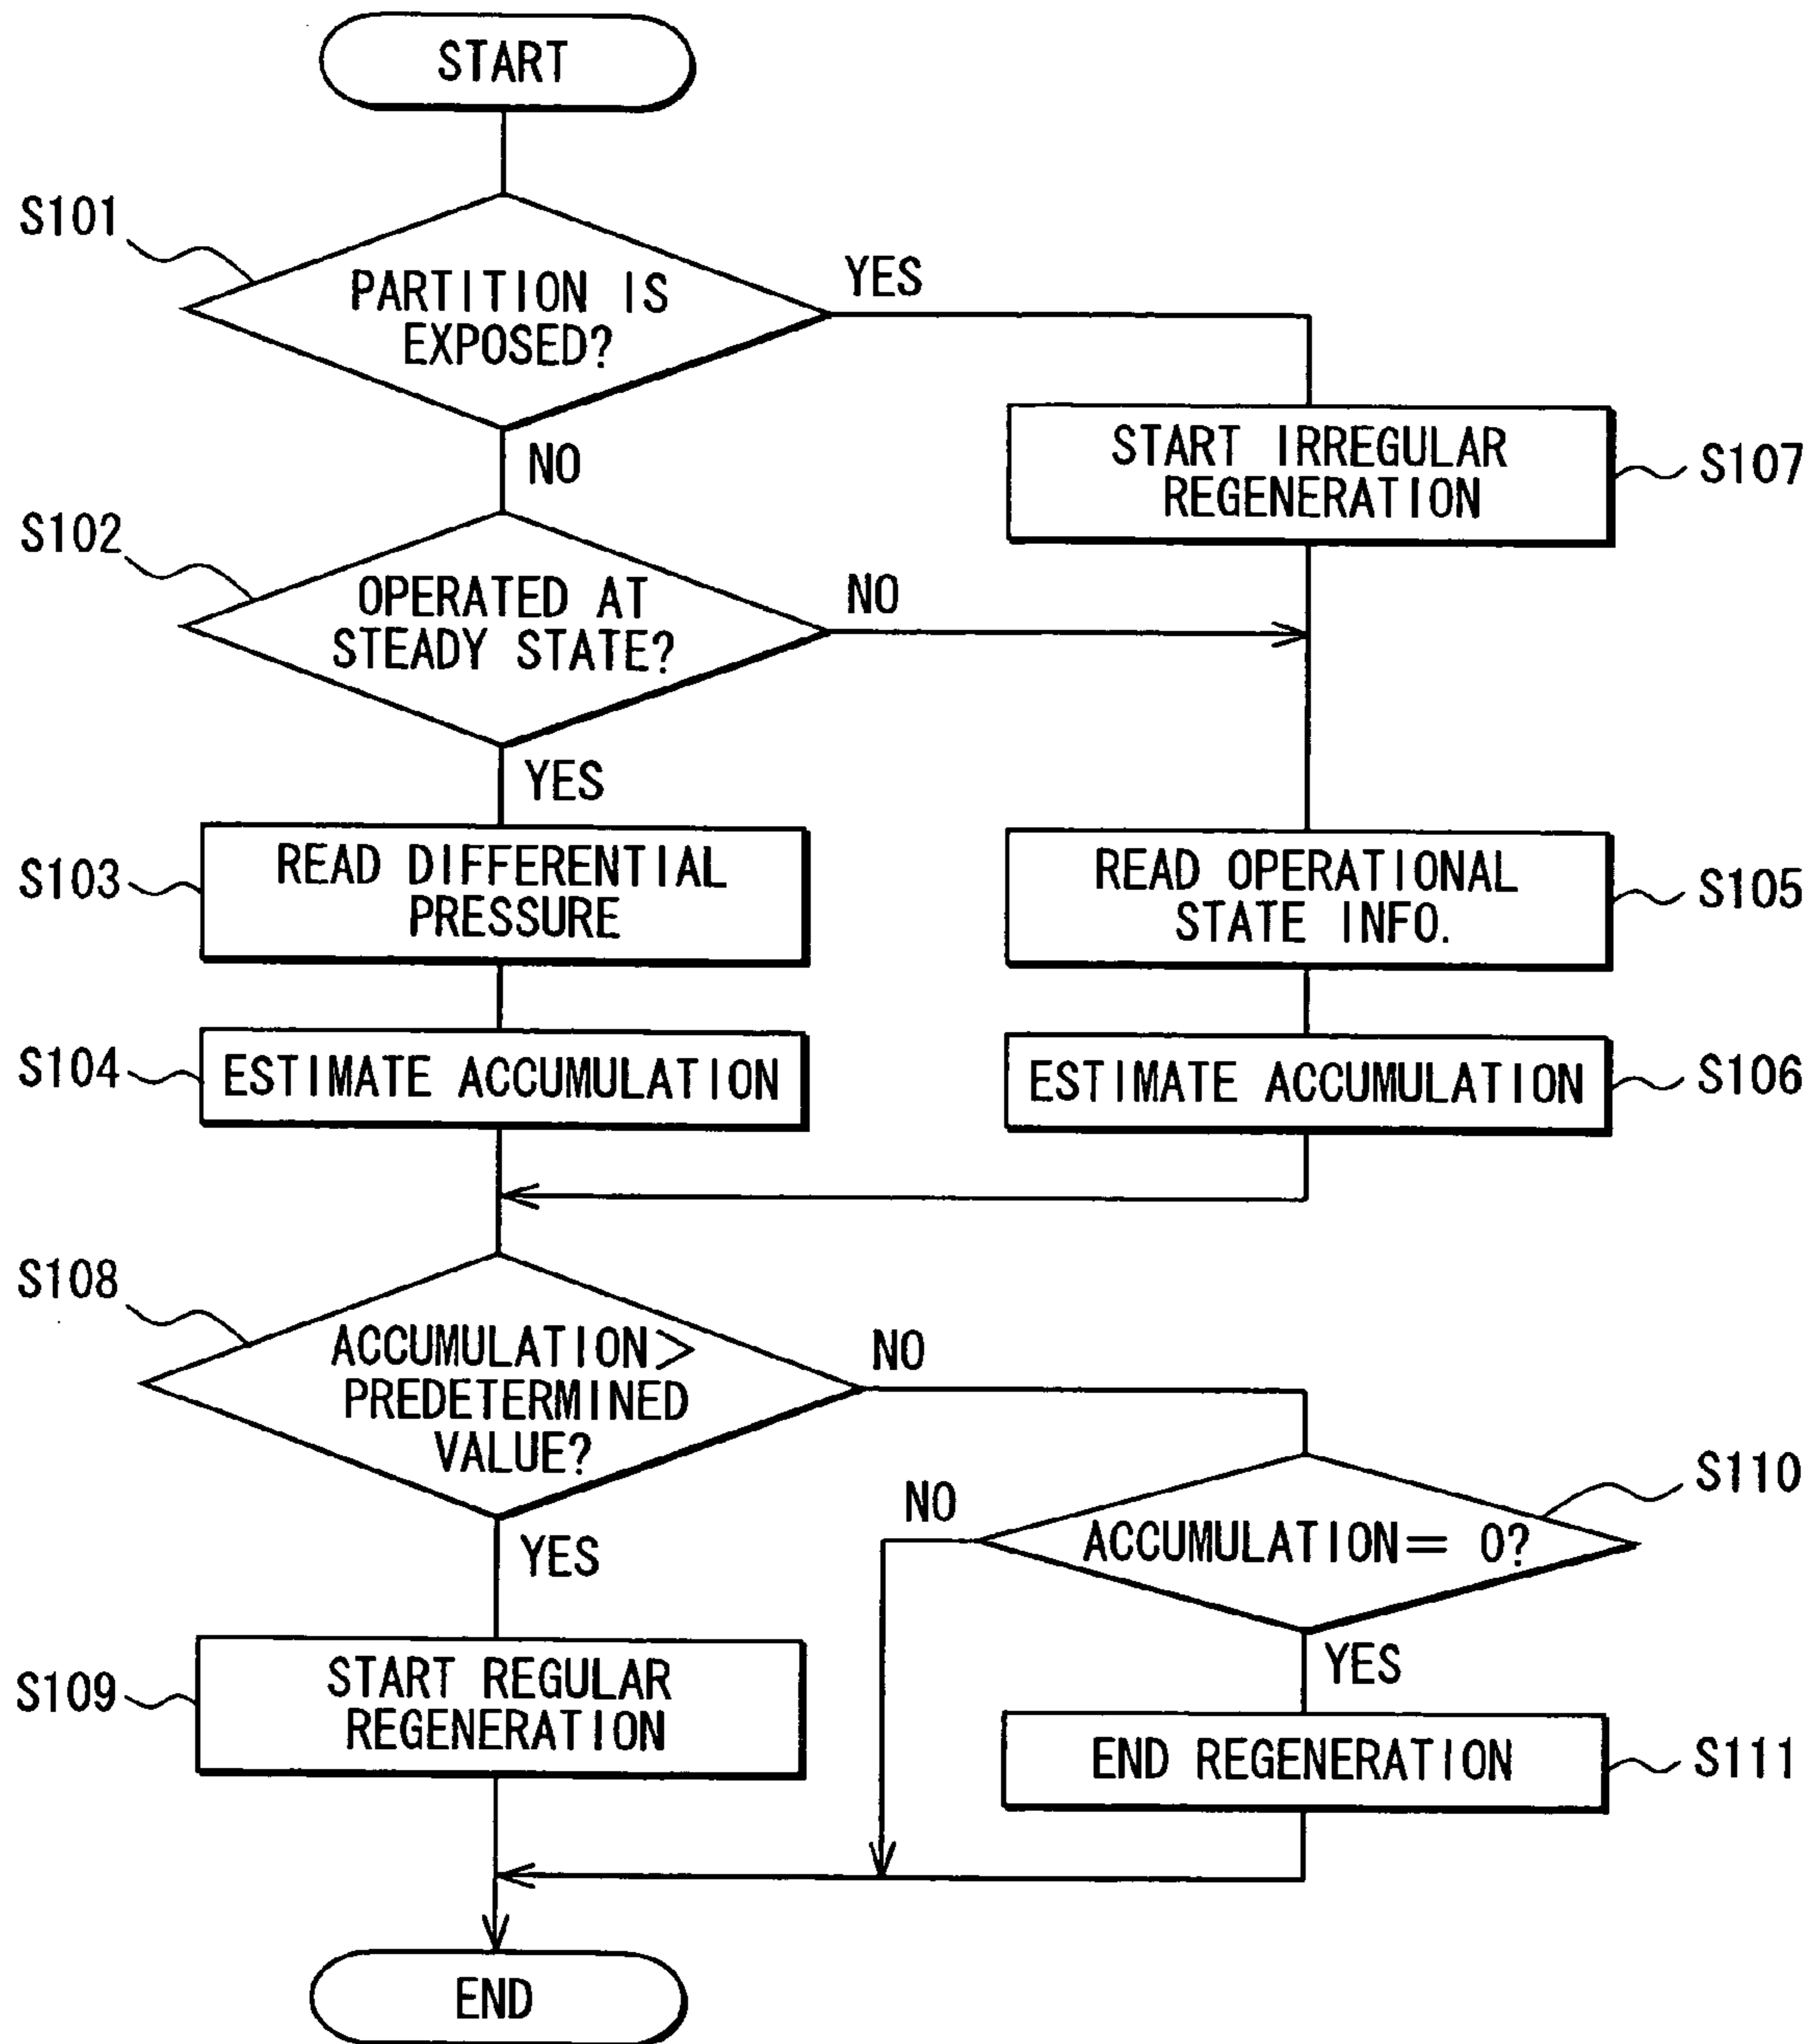 START
S101
PARTITION IS
EXPOSED?
YES
NO
START IRREGULAR
REGENERATION
S107
S102
OPERATED AT
STEADY STATE?
NO
YES
S103
READ DIFFERENTIAL
PRESSURE
READ OPERATIONAL
STATE INFO.
S105
S104
ESTIMATE ACCUMULATION
ESTIMATE ACCUMULATION
S106
S108
ACCUMULATION>
PREDETERMINED
VALUE?
NO
YES
S110
NO
ACCUMULATION= 0?
YES
S109
START REGULAR
REGENERATION
END REGENERATION
S111
END